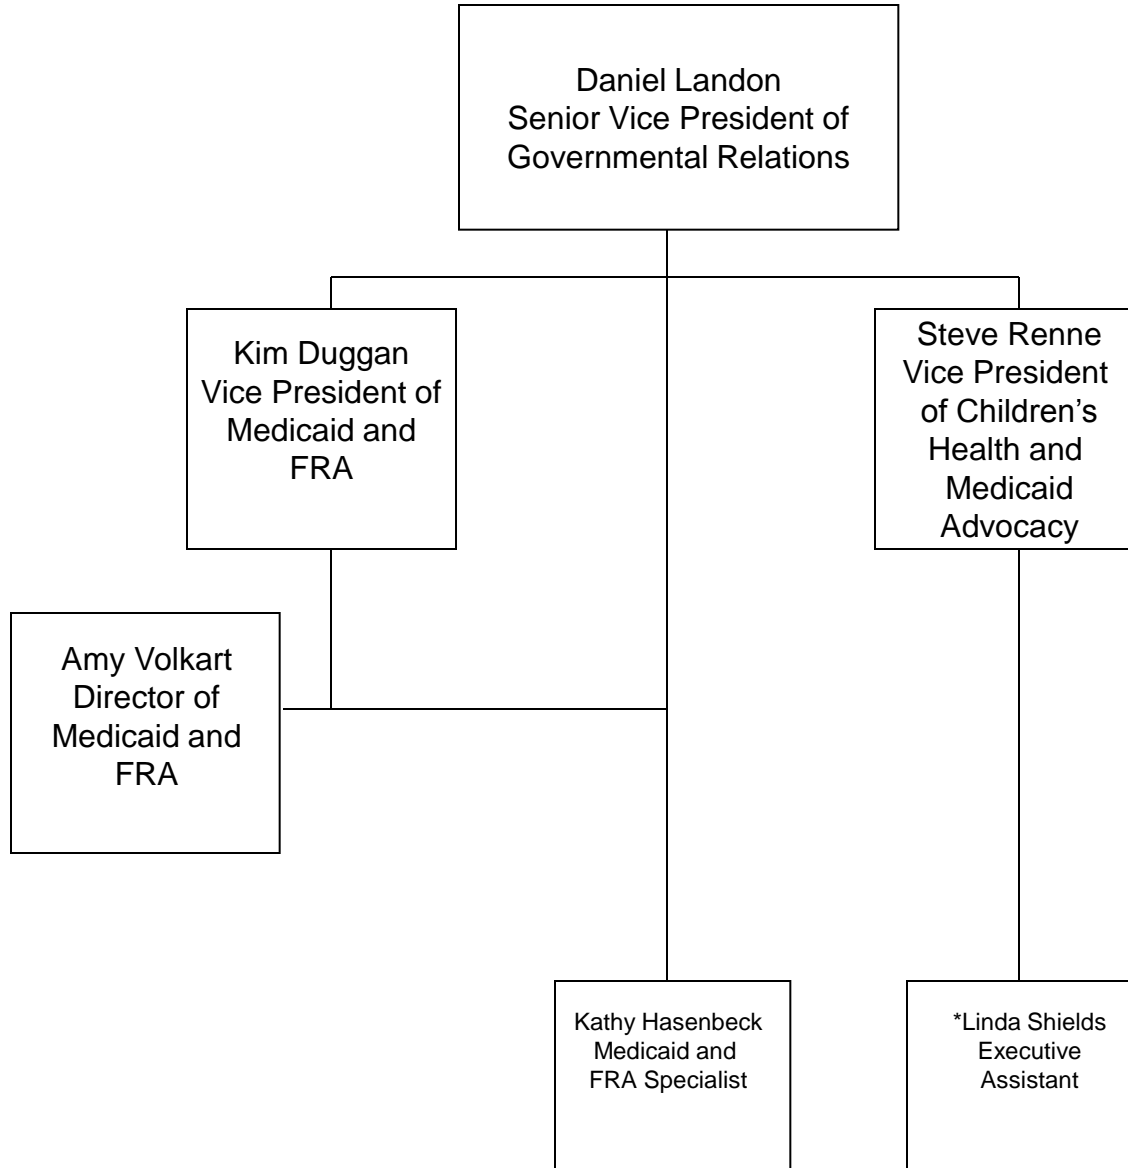 Daniel Landon
Senior Vice President of
Governmental Relations
Kim Duggan
Vice President of
Medicaid and
FRA
Steve Renne
Vice President
of Children’s
Health and
Medicaid
Advocacy
Amy Volkart
Director of
Medicaid and
FRA
Kathy Hasenbeck
Medicaid and
FRA Specialist
*Linda Shields
Executive
Assistant